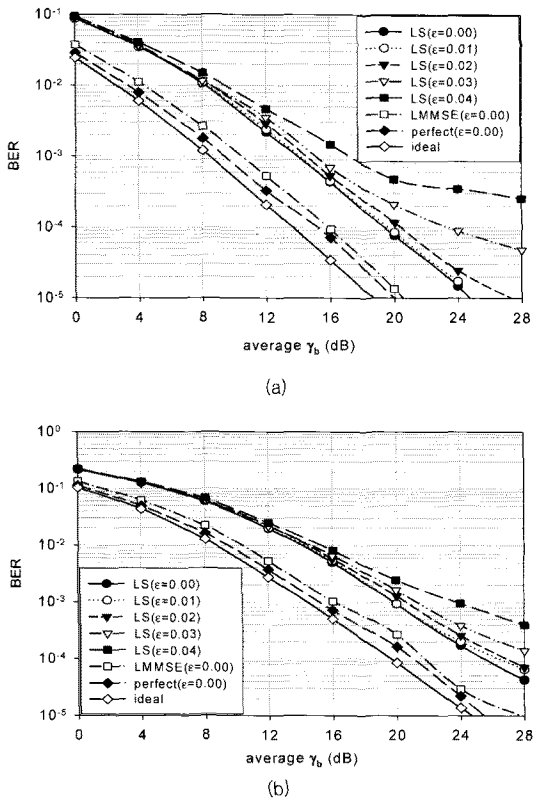 10⁻¹
10⁻²
10⁻³
10⁻⁴
10⁻⁵
BER
LS(ε=0.00)
LS(ε=0.01)
LS(ε=0.02)
LS(ε=0.03)
LS(ε=0.04)
LMMSE(ε=0.00)
perfect(ε=0.00)
ideal
0 4 8 12 16 20 24 28
average γb (dB)
(a)
10⁰
10⁻¹
10⁻²
10⁻³
10⁻⁴
10⁻⁵
BER
LS(ε=0.00)
LS(ε=0.01)
LS(ε=0.02)
LS(ε=0.03)
LS(ε=0.04)
LMMSE(ε=0.00)
perfect(ε=0.00)
ideal
0 4 8 12 16 20 24 28
average γb (dB)
(b)